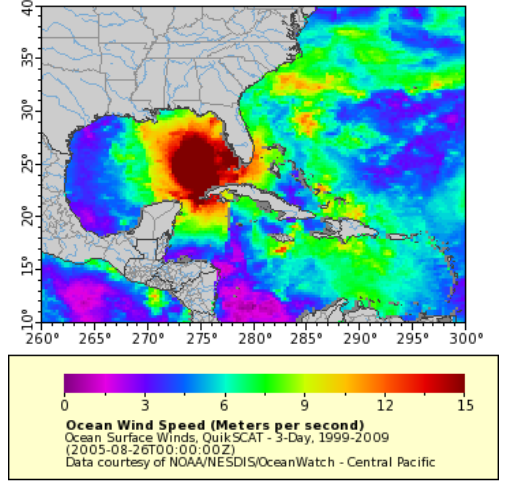 40
35°
30°
25°
20°
15°
10°
260° 265° 270° 275° 280° 285° 290° 295° 300°
0 3 6 9 12 15
Ocean Wind Speed (Meters per second)
Ocean Surface Winds, QuikSCAT - 3-Day, 1999-2009
(2005-08-26T00:00:00Z)
Data courtesy of NOAA/NESDIS/OceanWatch - Central Pacific